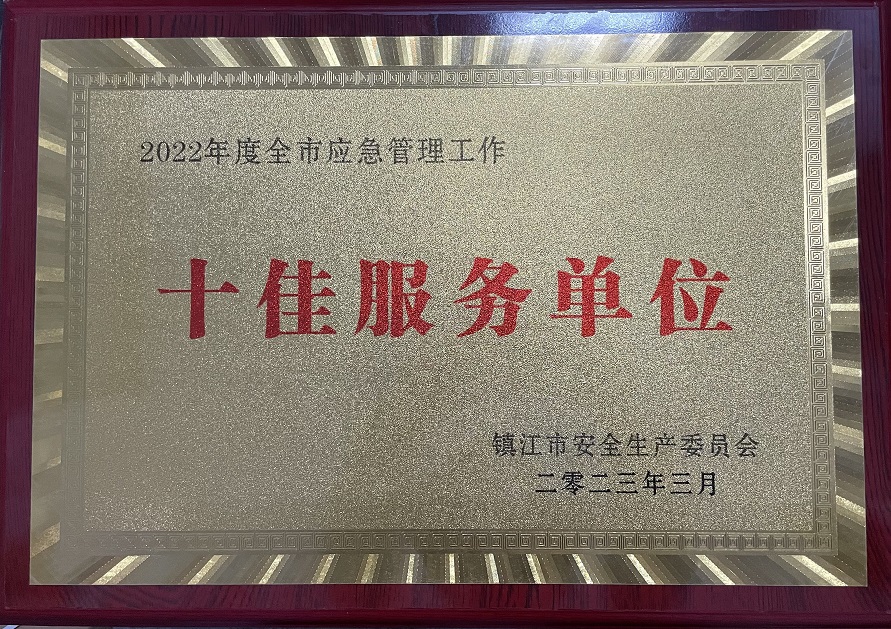 2022年度全市应急管理工作
十佳服务单位
镇江市安全生产委员会
二零二三年三月